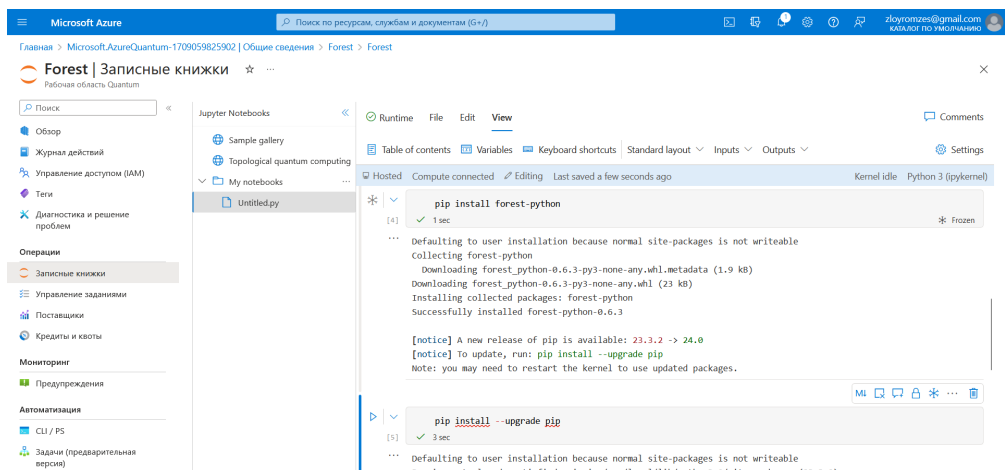 Microsoft Azure
Поиск по ресурсам, службам и документам (G+/)
1
zloyromzes@gmail.com
КАТАЛОГ ПО УМОЛЧАНИЮ
Главная > Microsoft.AzureQuantum-1709059825902 | Общие сведения > Forest > Forest
Forest | Записные книжки
Рабочая область Quantum
Поиск
Обзор
Журнал действий
Управление доступом (IAM)
Теги
Диагностика и решение
проблем
Операции
Записные книжки
Управление заданиями
Поставщики
Кредиты и квоты
Мониторинг
Предупреждения
Автоматизация
CLI / PS
Задачи (предварительная
версия)
Jupyter Notebooks
Sample gallery
Topological quantum computing
My notebooks
Untitled.py
Runtime File Edit View
Comments
Table of contents Variables Keyboard shortcuts Standard layout Inputs Outputs
Settings
Hosted Compute connected Editing Last saved a few seconds ago
Kernel idle Python 3 (ipykernel)
pip install forest-python
[4] 1 sec
Frozen
Defaulting to user installation because normal site-packages is not writeable
Collecting forest-python
Downloading forest_python-0.6.3-py3-none-any.whl.metadata (1.9 kB)
Downloading forest_python-0.6.3-py3-none-any.whl (23 kB)
Installing collected packages: forest-python
Successfully installed forest-python-0.6.3
[notice] A new release of pip is available: 23.3.2 -> 24.0
[notice] To update, run: pip install --upgrade pip
Note: you may need to restart the kernel to use updated packages.
M↓
pip install --upgrade pip
[5] 3 sec
Defaulting to user installation because normal site-packages is not writeable